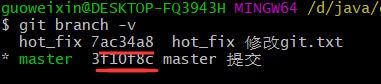 guoweixin@DESKTOP-FQ3943H MINGW64 /d/java/
$ git branch -v
hot_fix 7ac34a8 hot_fix 修改git.txt
* master 3f10f8c master 提交